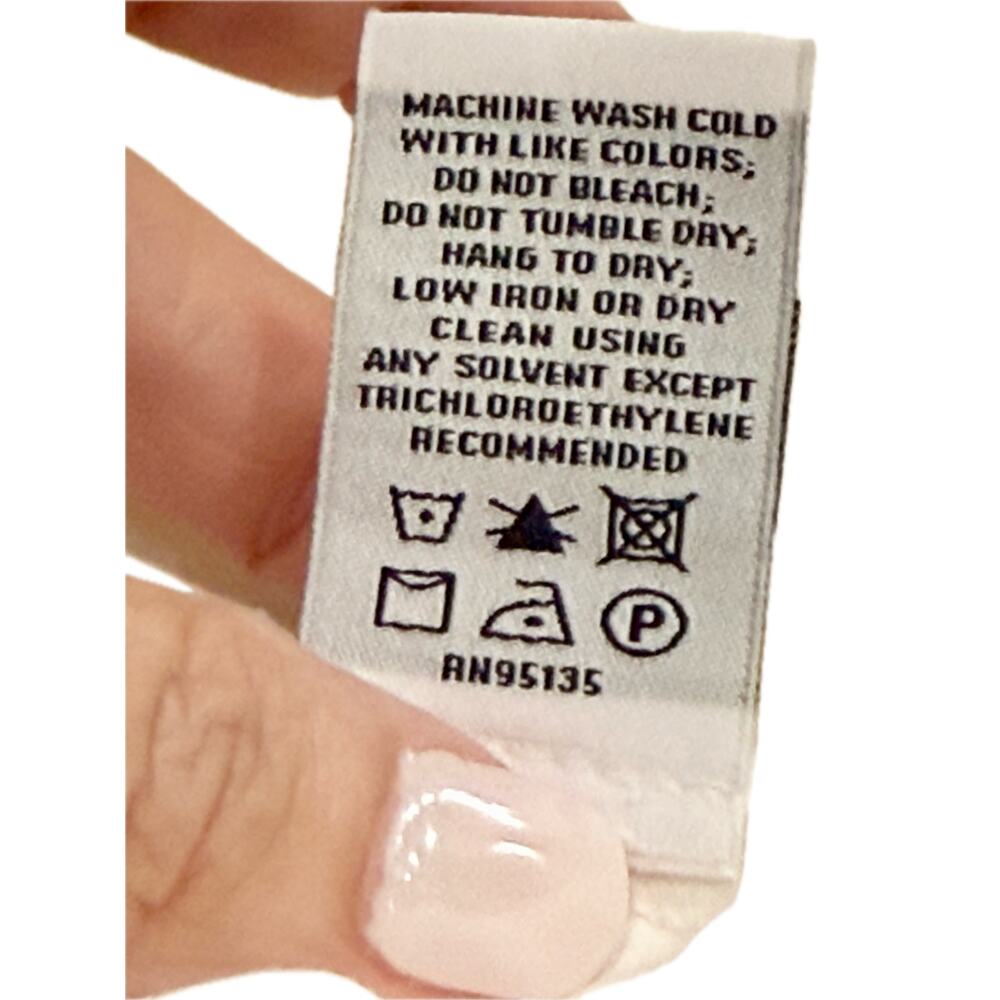 MACHINE WASH COLD
WITH LIKE COLORS;
DO NOT BLEACH;
DO NOT TUMBLE DRY;
HANG TO DRY;
LOW IRON OR DRY
CLEAN USING
ANY SOLVENT EXCEPT
TRICHLOROETHYLENE
RECOMMENDED
P
RN95135